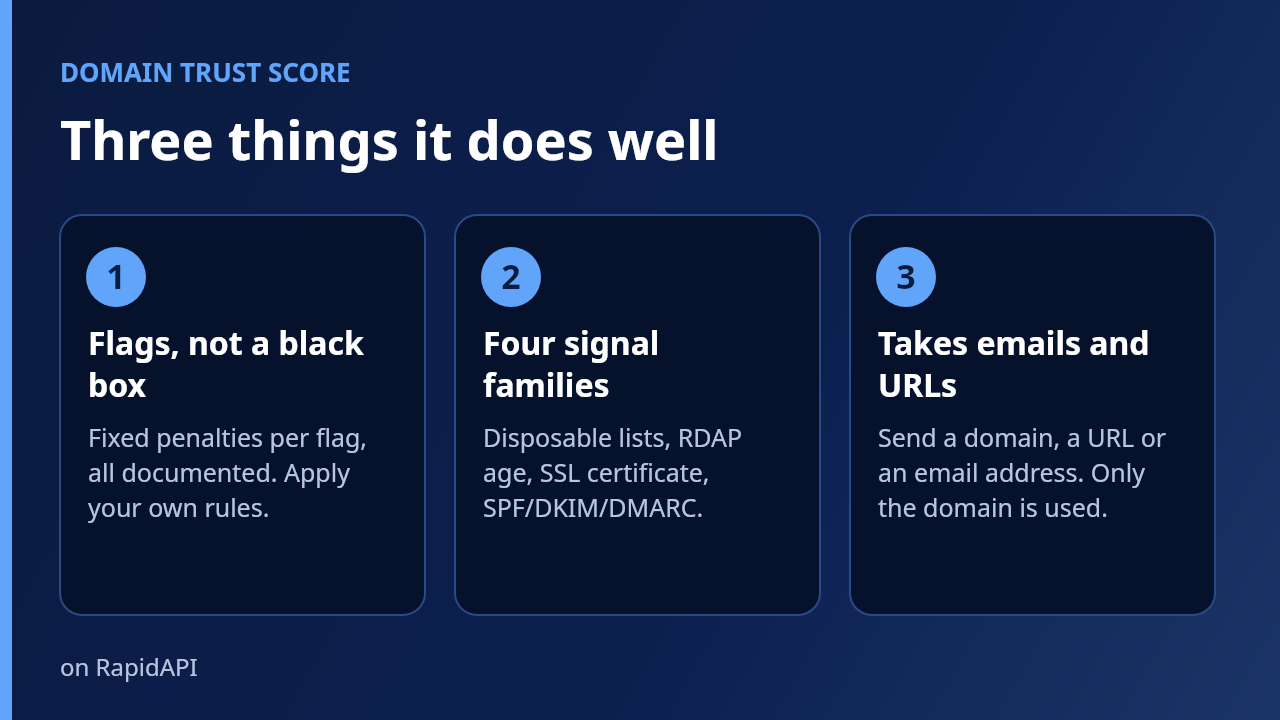 DOMAIN TRUST SCORE
Three things it does well
1
Flags, not a black
box
Fixed penalties per flag,
all documented. Apply
your own rules.
2
Four signal
families
Disposable lists, RDAP
age, SSL certificate,
SPF/DKIM/DMARC.
3
Takes emails and
URLs
Send a domain, a URL or
an email address. Only
the domain is used.
on RapidAPI